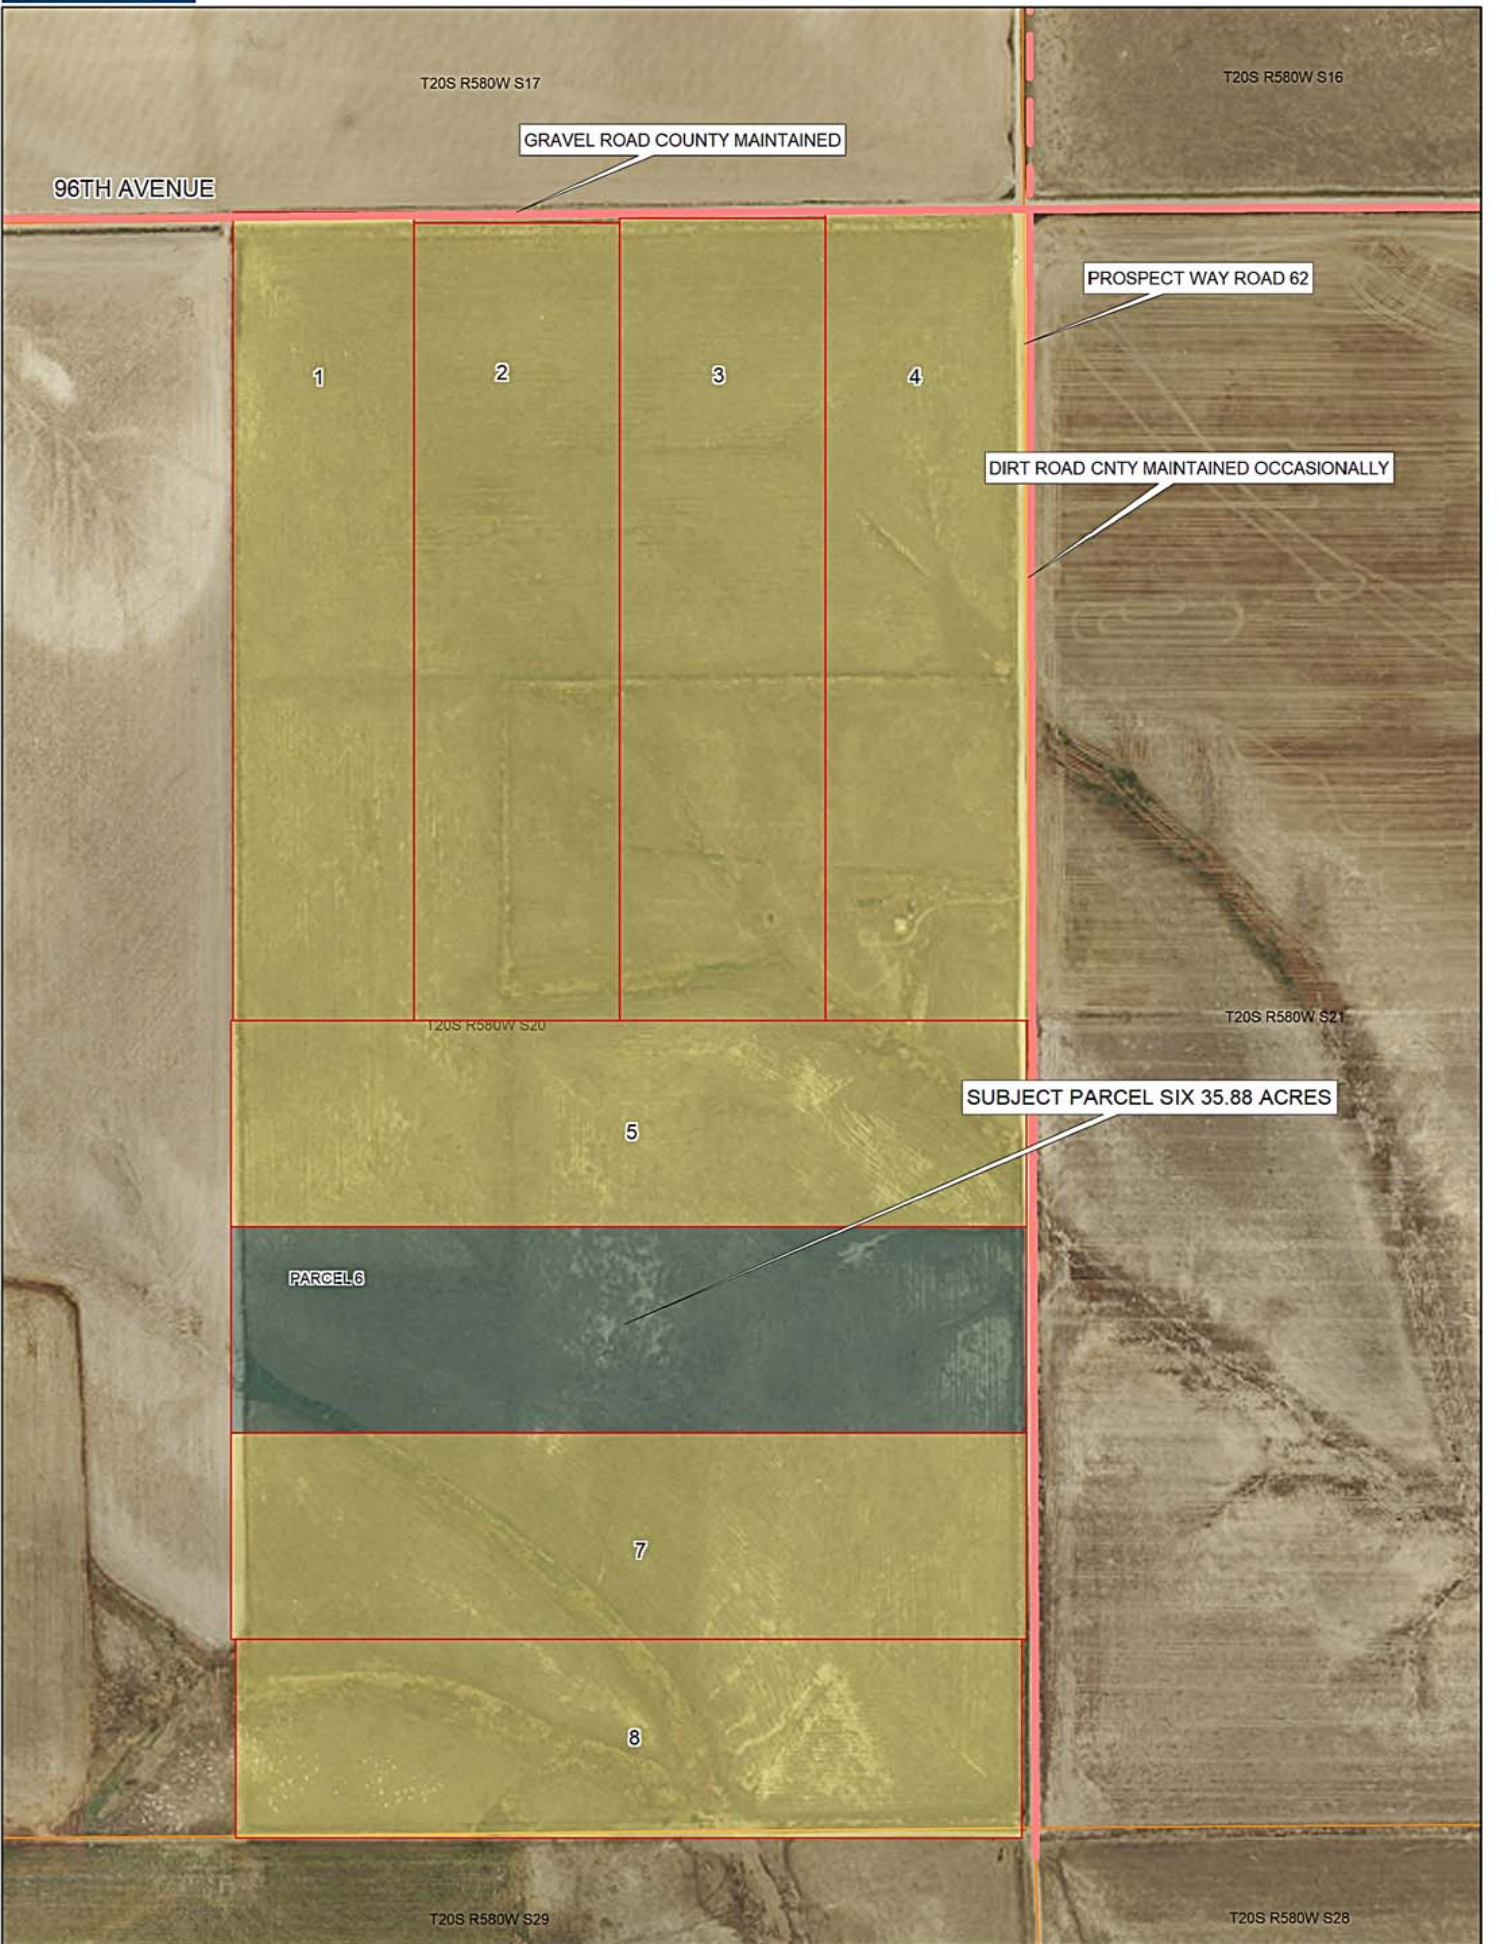 T20S R580W S17
T20S R580W S16
GRAVEL ROAD COUNTY MAINTAINED
96TH AVENUE
PROSPECT WAY ROAD 62
1
2
3
4
DIRT ROAD CNTY MAINTAINED OCCASIONALLY
T20S R580W S20
T20S R580W S21
SUBJECT PARCEL SIX 35.88 ACRES
5
PARCEL 6
7
8
T20S R580W S29
T20S R580W S28